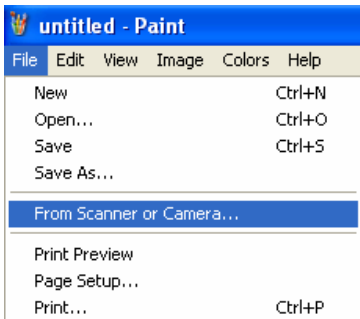 untitled - Paint
File Edit View Image Colors Help
New Ctrl+N
Open... Ctrl+O
Save Ctrl+S
Save As...
From Scanner or Camera...
Print Preview
Page Setup...
Print... Ctrl+P